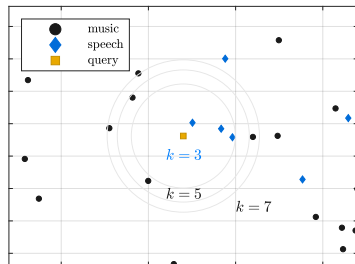 music
speech
query
k = 3
k = 5
k = 7